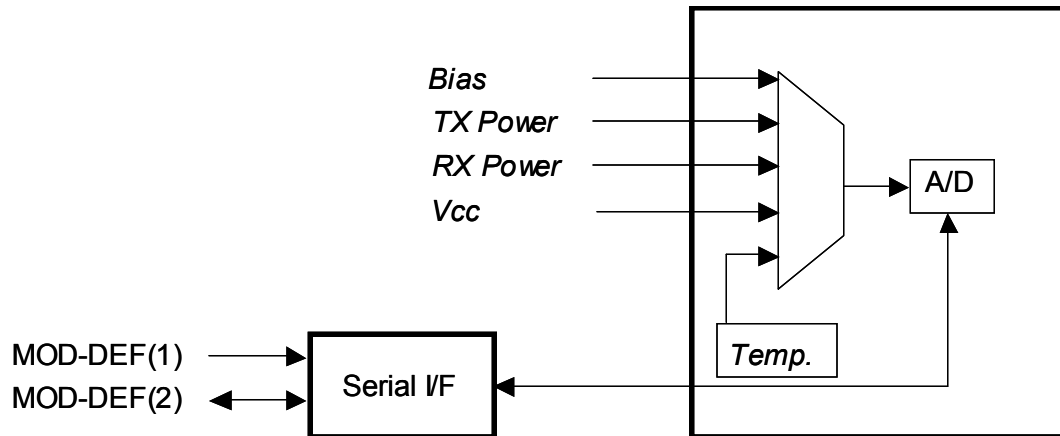 Bias
TX Power
RX Power
Vcc
A/D
Temp.
MOD-DEF(1)
MOD-DEF(2)
Serial I/F